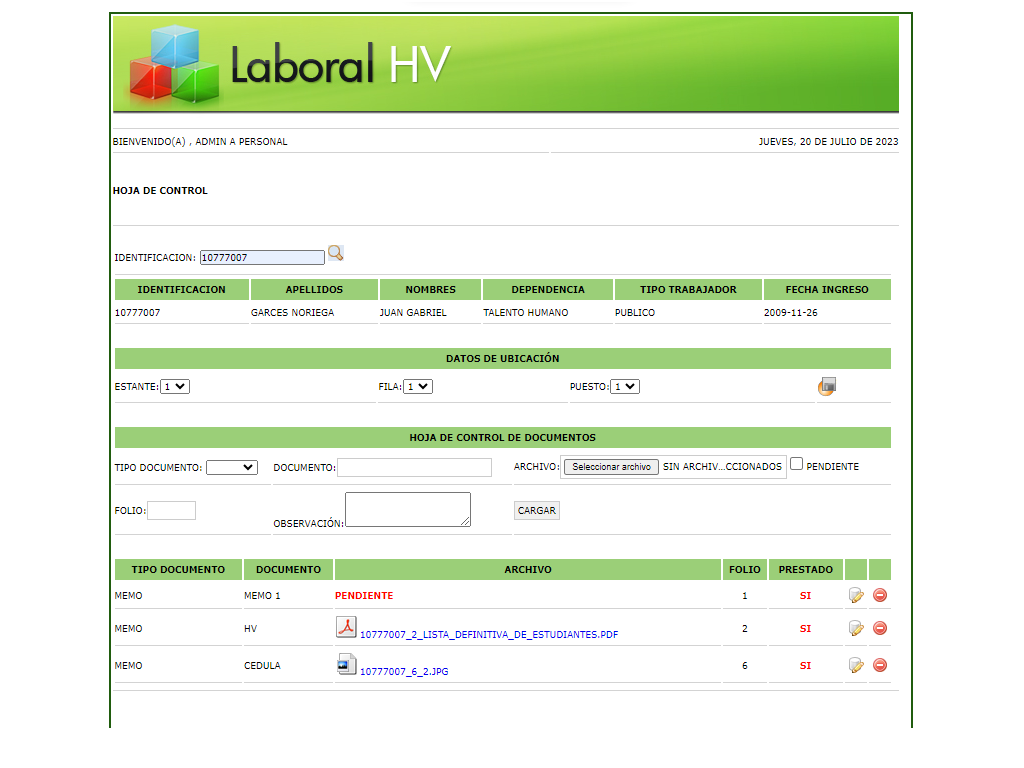 Laboral HV
BIENVENIDO(A) , ADMIN A PERSONAL JUEVES, 20 DE JULIO DE 2023
HOJA DE CONTROL
IDENTIFICACION: 10777007
IDENTIFICACION APELLIDOS NOMBRES DEPENDENCIA TIPO TRABAJADOR FECHA INGRESO
10777007 GARCES NORIEGA JUAN GABRIEL TALENTO HUMANO PUBLICO 2009-11-26
DATOS DE UBICACIÓN
ESTANTE: 1 FILA: 1 PUESTO: 1
HOJA DE CONTROL DE DOCUMENTOS
TIPO DOCUMENTO: DOCUMENTO: ARCHIVO: Seleccionar archivo SIN ARCHIV...CCIONADOS PENDIENTE
FOLIO: OBSERVACIÓN: CARGAR
TIPO DOCUMENTO DOCUMENTO ARCHIVO FOLIO PRESTADO
MEMO MEMO 1 PENDIENTE 1 SI
MEMO HV 10777007_2_LISTA_DEFINITIVA_DE_ESTUDIANTES.PDF 2 SI
MEMO CEDULA 10777007_6_2.JPG 6 SI